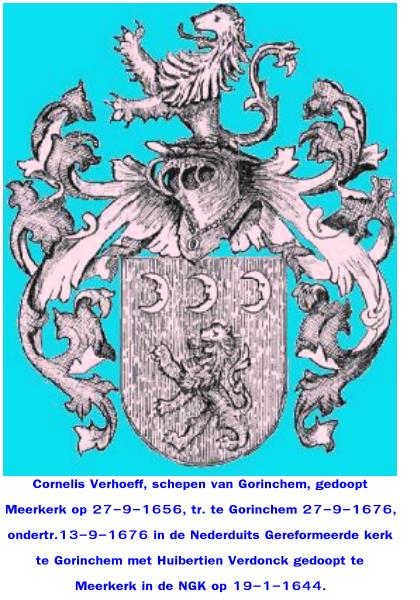 Cornelis Verhoeff, schepen van Gorinchem, gedoopt
Meerkerk op 27-9-1656, tr. te Gorinchem 27-9-1676,
ondertr.13-9-1676 in de Nederduits Gereformeerde kerk
te Gorinchem met Huibertien Verdonck gedoopt te
Meerkerk in de NGK op 19-1-1644.